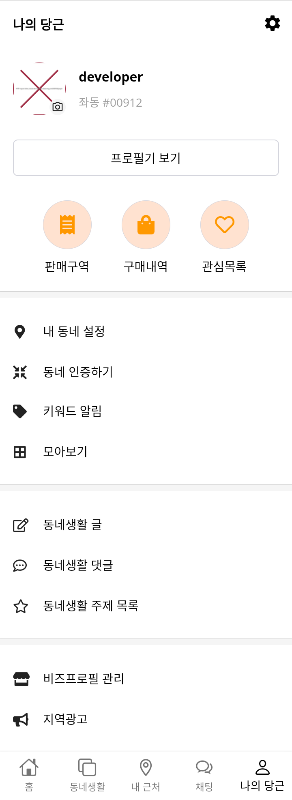 나의 당근
developer
좌동 #00912
프로필기 보기
판매구역
구매내역
관심목록
내 동네 설정
동네 인증하기
키워드 알림
모아보기
동네생활 글
동네생활 댓글
동네생활 주제 목록
비즈프로필 관리
지역광고
홈
동네생활
내 근처
채팅
나의 당근